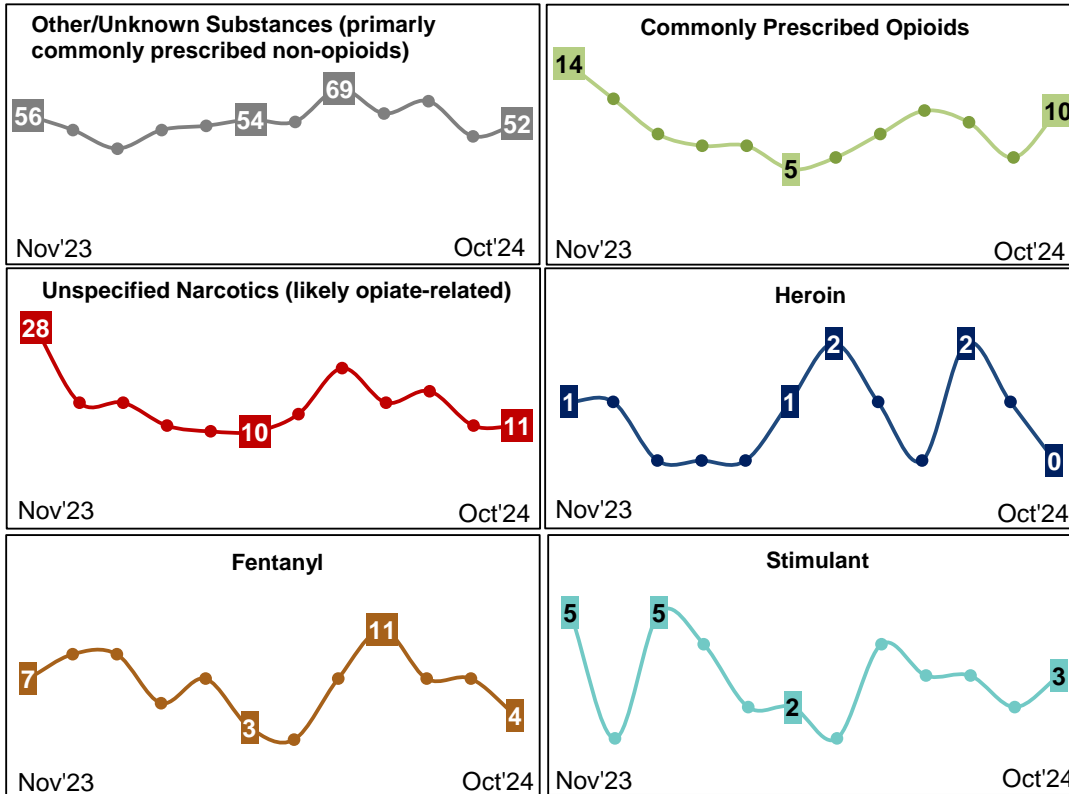 Other/Unknown Substances (primarly
commonly prescribed non-opioids)
56
54
69
52
Nov'23
Oct'24
Commonly Prescribed Opioids
14
5
10
Nov'23
Oct'24
Unspecified Narcotics (likely opiate-related)
28
10
11
Nov'23
Oct'24
Heroin
1
1
2
2
0
Nov'23
Oct'24
Fentanyl
7
3
11
4
Nov'23
Oct'24
Stimulant
5
5
2
3
Nov'23
Oct'24